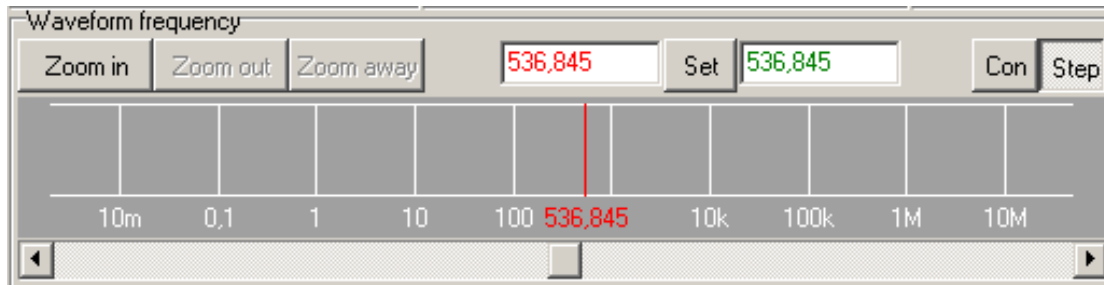 Waveform frequency
Zoom in Zoom out Zoom away 536,845 Set 536,845 Con Step
10m 0,1 1 10 100 536,845 10k 100k 1M 10M